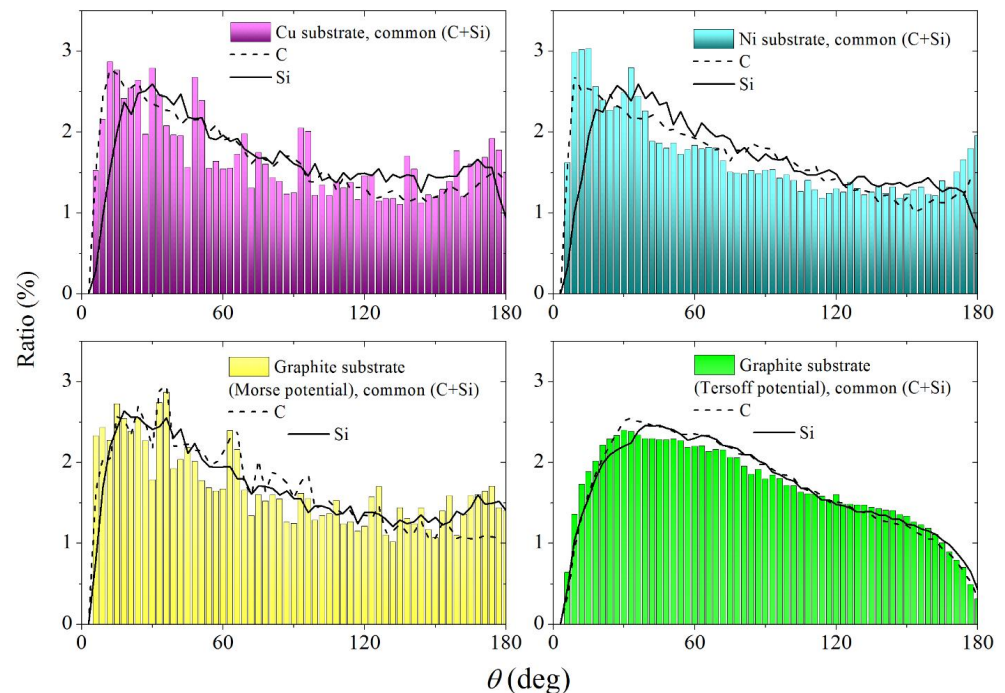 Cu substrate, common (C+Si)
C
Si
3
2
1
0
0 60 120 180
Ni substrate, common (C+Si)
C
Si
3
2
1
0
0 60 120 180
Ratio (%)
Graphite substrate
(Morse potential), common (C+Si)
C
Si
3
2
1
0
0 60 120 180
Graphite substrate
(Tersoff potential), common (C+Si)
C
Si
3
2
1
0
0 60 120 180
θ (deg)